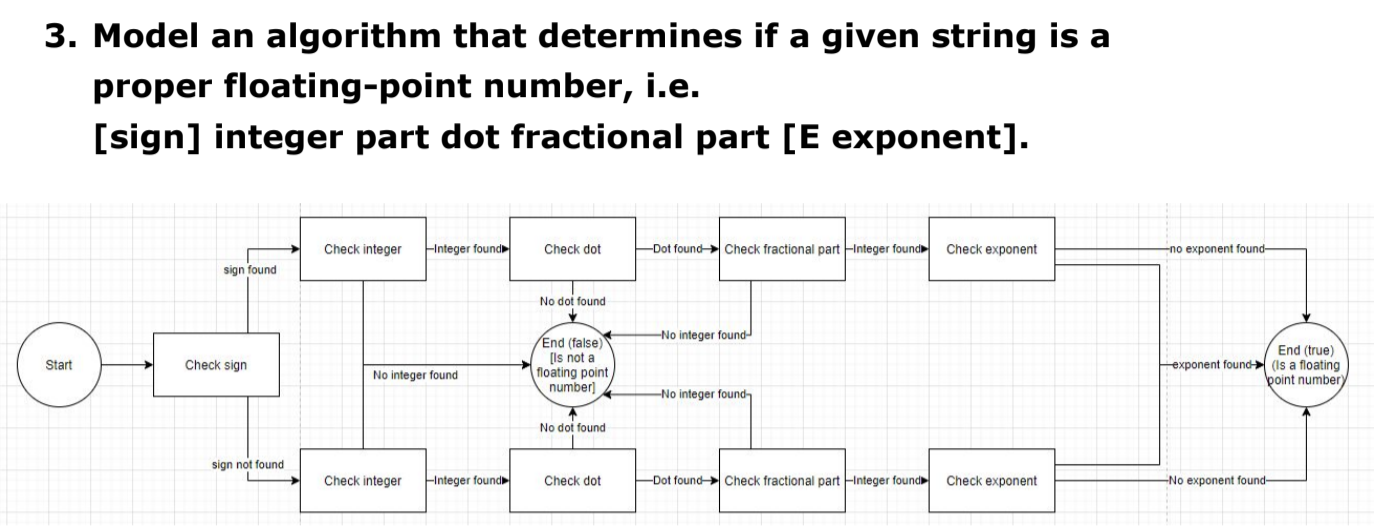 3. Model an algorithm that determines if a given string is a
proper floating-point number, i.e.
[sign] integer part dot fractional part [E exponent].
Check integer
Integer found
Check dot
Dot found
Check fractional part
Integer found
Check exponent
no exponent found
sign found
No dot found
No integer found
Start
Check sign
No integer found
End (false)
[Is not a
floating point
number]
exponent found
End (true)
(Is a floating
point number)
No integer found
No dot found
sign not found
Check integer
Integer found
Check dot
Dot found
Check fractional part
Integer found
Check exponent
No exponent found